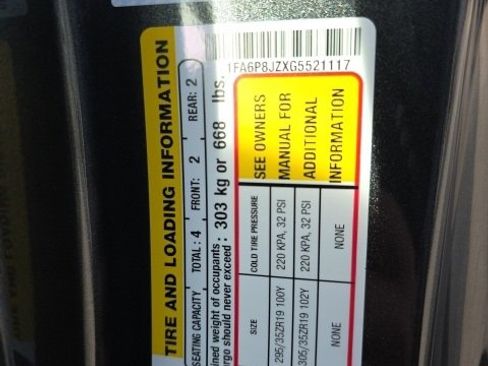 TIRE AND LOADING INFORMATION
SEATING CAPACITY TOTAL: 4 FRONT: 2 REAR: 2
ined weight of occupants
argo should never exceed: 303 kg or 668 lbs.
1FA6P8JZXG5521117
SIZE COLD TIRE PRESSURE
295/35ZR19 100Y 220 KPA, 32 PSI
305/35ZR19 102Y 220 KPA, 32 PSI
NONE NONE
SEE OWNERS
MANUAL FOR
ADDITIONAL
INFORMATION